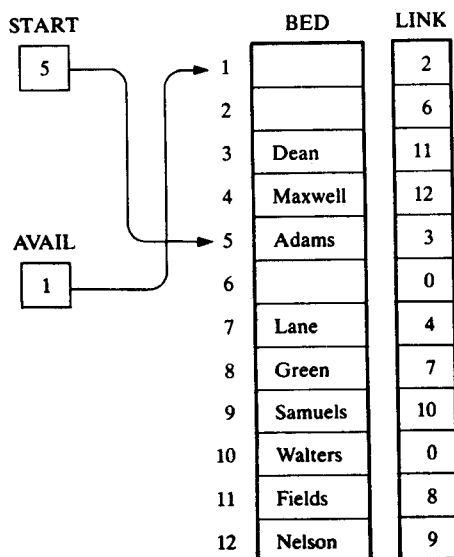 START BED LINK
5
1 2
2 6
3 Dean 11
4 Maxwell 12
AVAIL
5 Adams 3
1
6 0
7 Lane 4
8 Green 7
9 Samuels 10
10 Walters 0
11 Fields 8
12 Nelson 9